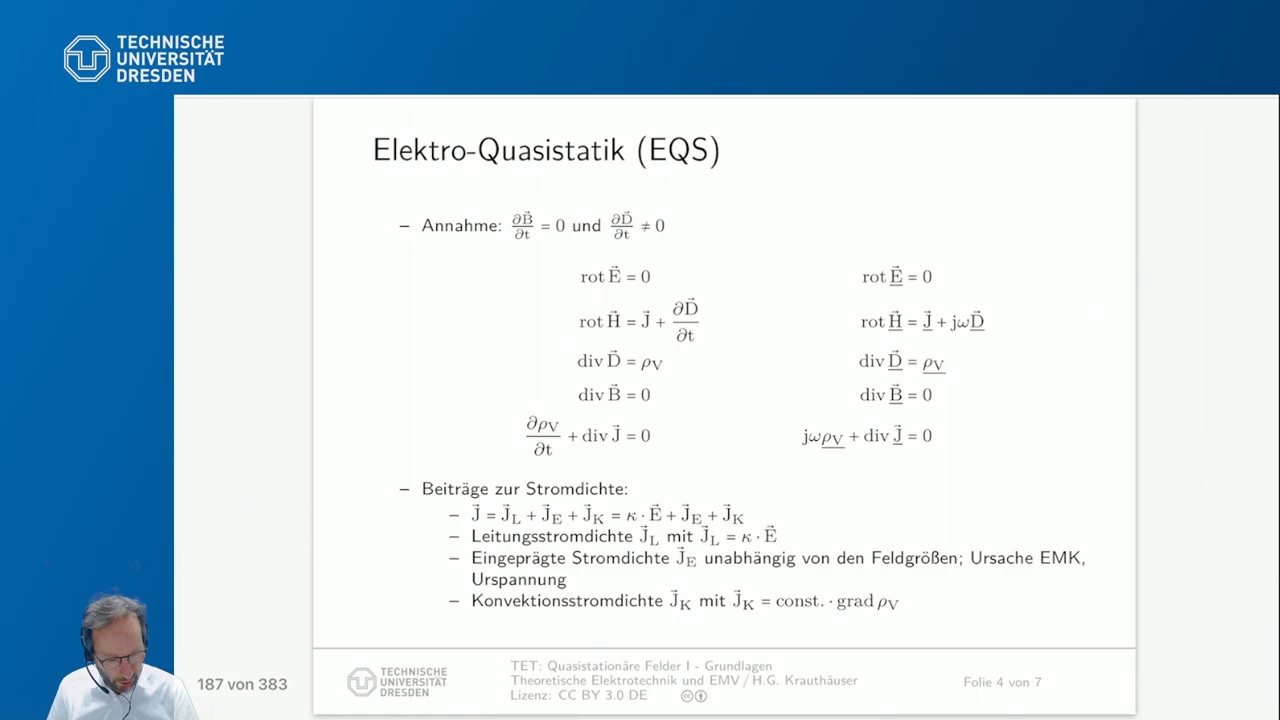 TECHNISCHE
UNIVERSITÄT
DRESDEN
Elektro-Quasistatik (EQS)
– Annahme: ∂B⃗/∂t = 0 und ∂D⃗/∂t ≠ 0
rot E⃗ = 0
rot H⃗ = J⃗ + ∂D⃗/∂t
div D⃗ = ρV
div B⃗ = 0
∂ρV/∂t + div J⃗ = 0
rot E̲⃗ = 0
rot H̲⃗ = J̲⃗ + jωD̲⃗
div D̲⃗ = ρ̲V̲
div B̲⃗ = 0
jωρ̲V̲ + div J̲⃗ = 0
– Beiträge zur Stromdichte:
– J⃗ = J⃗L + J⃗E + J⃗K = κ · E⃗ + J⃗E + J⃗K
– Leitungsstromdichte J⃗L mit J⃗L = κ · E⃗
– Eingeprägte Stromdichte J⃗E unabhängig von den Feldgrößen; Ursache EMK,
Urspannung
– Konvektionsstromdichte J⃗K mit J⃗K = const. · grad ρV
187 von 383
TECHNISCHE
UNIVERSITÄT
DRESDEN
TET: Quasistationäre Felder I - Grundlagen
Theoretische Elektrotechnik und EMV / H.G. Krauthäuser
Lizenz: CC BY 3.0 DE
Folie 4 von 7